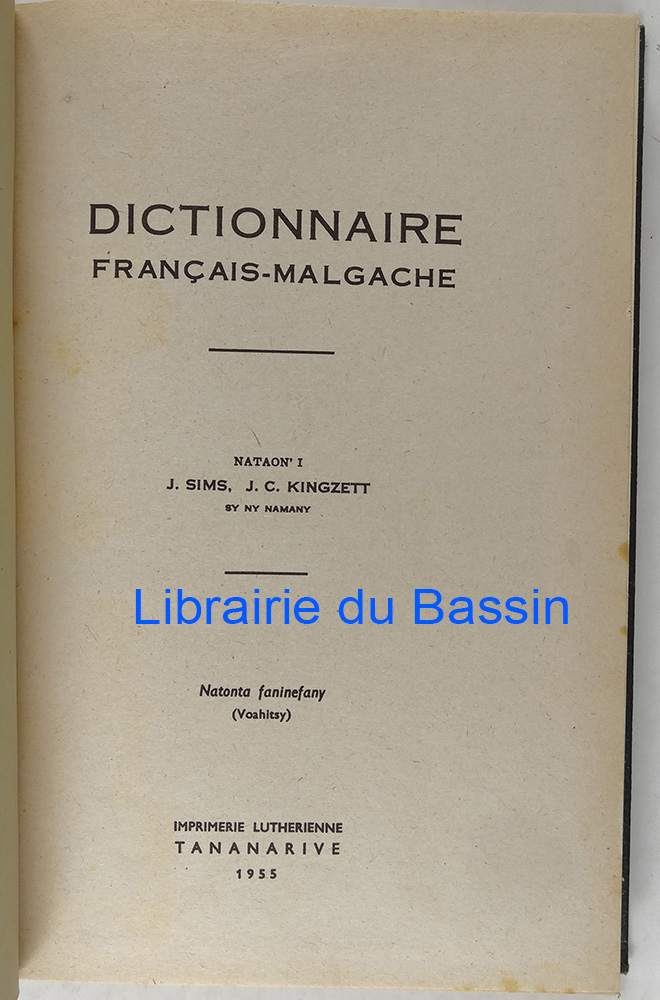 DICTIONNAIRE
FRANÇAIS-MALGACHE
NATAON' I
J. SIMS, J. C. KINGZETT
SY NY NAMANY
Librairie du Bassin
Natonta faninefany
(Voahitsy)
IMPRIMERIE LUTHERIENNE
TANANARIVE
1955